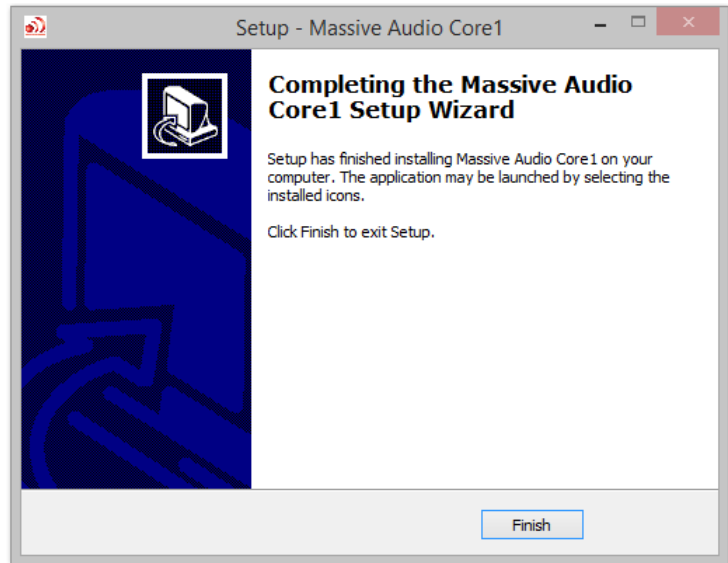 Setup - Massive Audio Core1
Completing the Massive Audio
Core1 Setup Wizard
Setup has finished installing Massive Audio Core1 on your
computer. The application may be launched by selecting the
installed icons.
Click Finish to exit Setup.
Finish